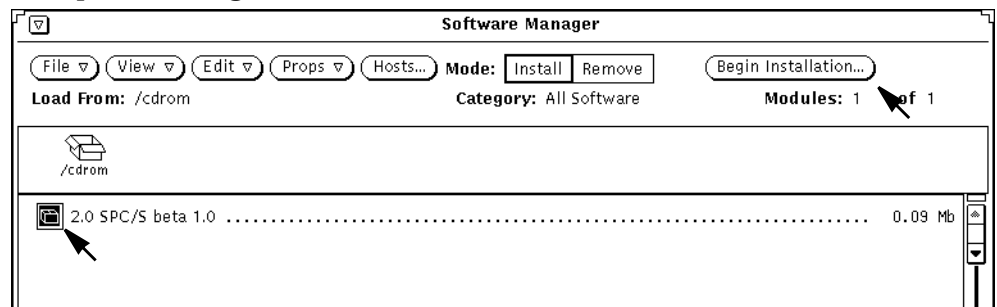 Software Manager
File View Edit Props Hosts... Mode: Install Remove Begin Installation...
Load From: /cdrom Category: All Software Modules: 1 of 1
/cdrom
2.0 SPC/S beta 1.0 ........................................................................ 0.09 Mb